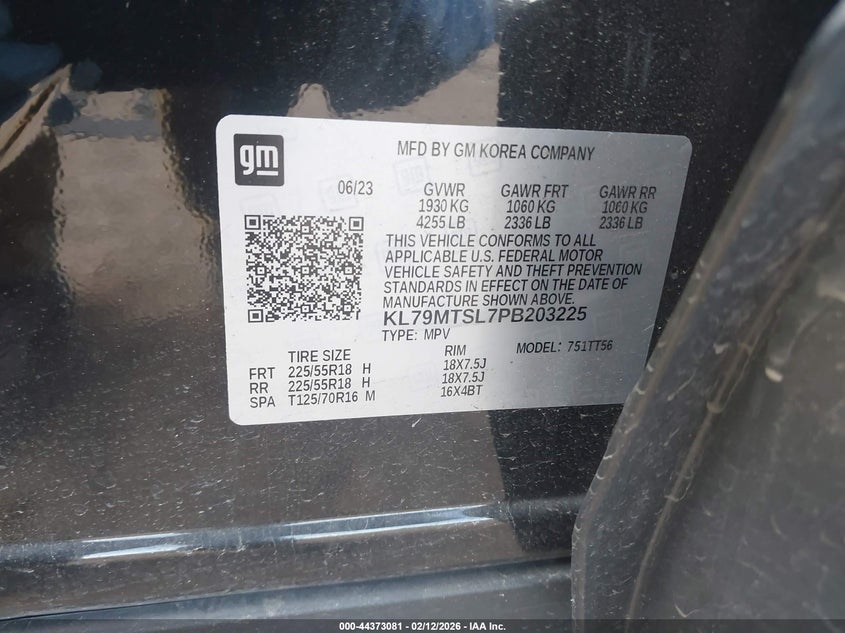 gm
MFD BY GM KOREA COMPANY
06/23 GVWR GAWR FRT GAWR RR
1930 KG 1060 KG 1060 KG
4255 LB 2336 LB 2336 LB
THIS VEHICLE CONFORMS TO ALL
APPLICABLE U.S. FEDERAL MOTOR
VEHICLE SAFETY AND THEFT PREVENTION
STANDARDS IN EFFECT ON THE DATE OF
MANUFACTURE SHOWN ABOVE.
KL79MTSL7PB203225
TYPE: MPV MODEL: 751TT56
TIRE SIZE RIM
FRT 225/55R18 H 18X7.5J
RR 225/55R18 H 18X7.5J
SPA T125/70R16 M 16X4BT
000-44373081 - 02/12/2026 - IAA Inc.